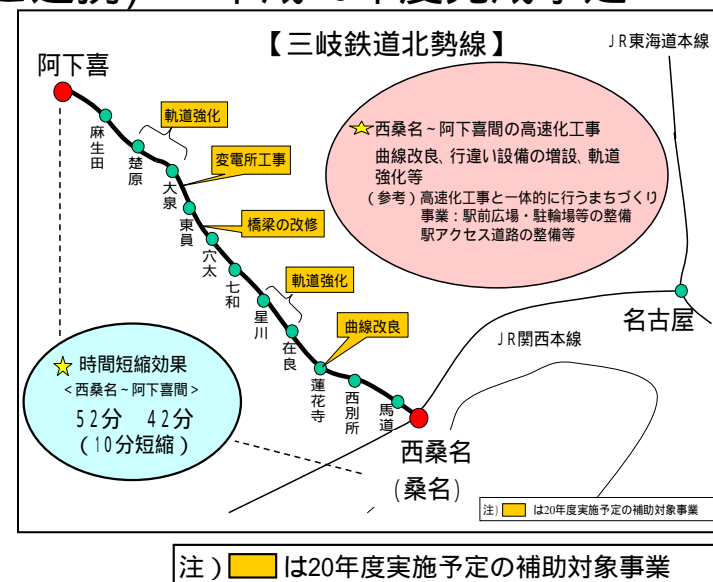 【三岐鉄道北勢線】
JR東海道本線
阿下喜
軌道強化
麻生田
楚原
大泉
変電所工事
東員
橋梁の改修
穴太
七和
軌道強化
星川
在良
曲線改良
蓮花寺
西別所
馬道
西桑名
(桑名)
☆西桑名~阿下喜間の高速化工事
曲線改良、行違い設備の増設、軌道
強化等
(参考)高速化工事と一体的に行うまちづくり
事業:駅前広場・駐輪場等の整備
駅アクセス道路の整備等
名古屋
JR関西本線
☆時間短縮効果
<西桑名~阿下喜間>
52分 42分
(10分短縮)
注) は20年度実施予定の補助対象事業
注) は20年度実施予定の補助対象事業